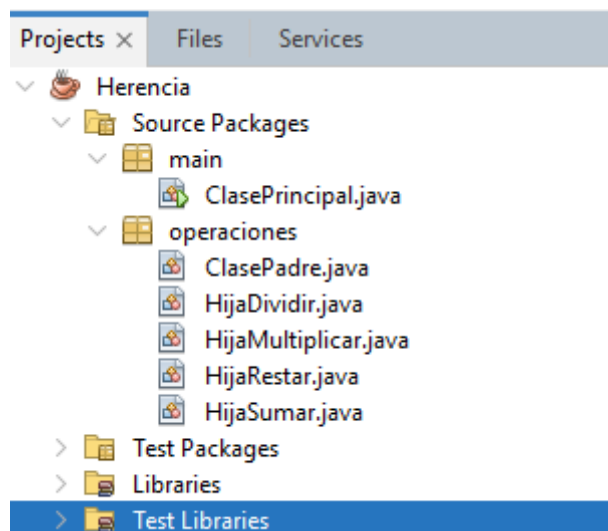 Projects × Files Services
Herencia
Source Packages
main
ClasePrincipal.java
operaciones
ClasePadre.java
HijaDividir.java
HijaMultiplicar.java
HijaRestar.java
HijaSumar.java
Test Packages
Libraries
Test Libraries